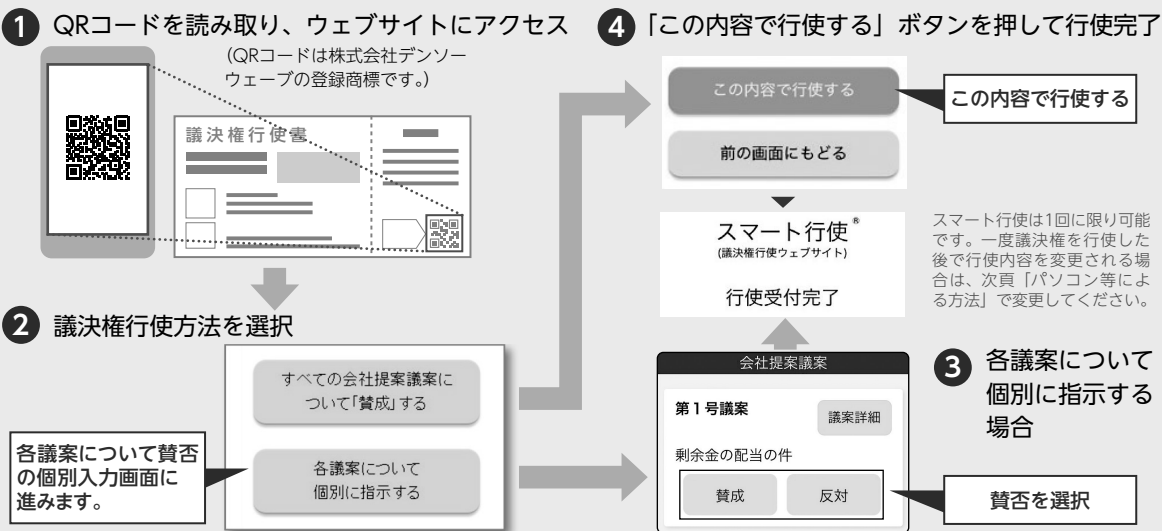 1 QRコードを読み取り、ウェブサイトにアクセス
(QRコードは株式会社デンソー
ウェーブの登録商標です。)
議決権行使書
2 議決権行使方法を選択
すべての会社提案議案に
ついて「賛成」する
各議案について
個別に指示する
各議案について賛否
の個別入力画面に
進みます。
3 各議案について
個別に指示する
場合
会社提案議案
第1号議案
議案詳細
剰余金の配当の件
賛成 反対
賛否を選択
4 「この内容で行使する」ボタンを押して行使完了
この内容で行使する
この内容で行使する
前の画面にもどる
スマート行使®
(議決権行使ウェブサイト)
行使受付完了
スマート行使は1回に限り可能
です。一度議決権を行使した
後で行使内容を変更される場
合は、次頁「パソコン等によ
る方法」で変更してください。